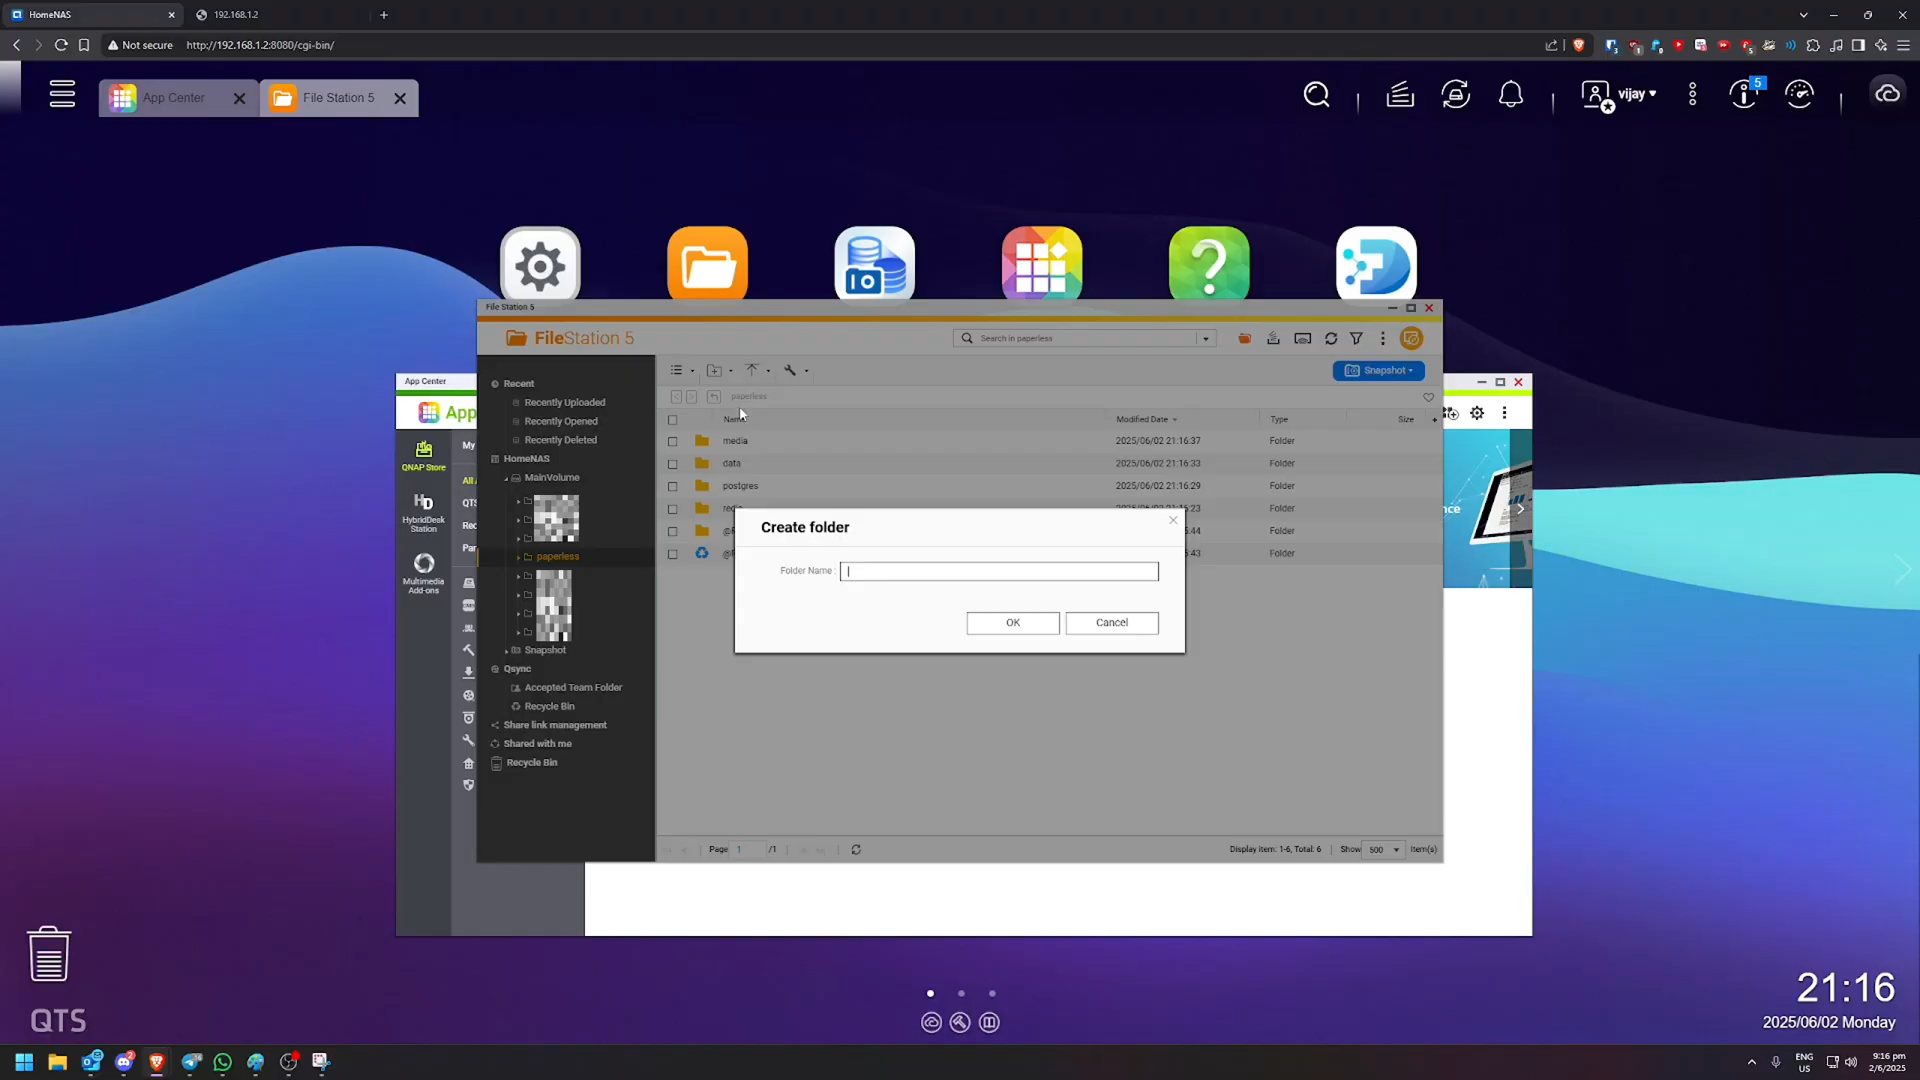 HomeNAS
192.168.1.2
Not secure
http://192.168.1.2:8080/cgi-bin/
App Center
File Station 5
vijay
5
File Station 5
FileStation 5
Search in paperless
Snapshot
Recent
Recently Uploaded
Recently Opened
Recently Deleted
HomeNAS
MainVolume
paperless
Snapshot
Qsync
Accepted Team Folder
Recycle Bin
Share link management
Shared with me
Recycle Bin
paperless
Name
Modified Date
Type
Size
media
2025/06/02 21:16:37
Folder
data
2025/06/02 21:16:33
Folder
postgres
2025/06/02 21:16:29
Folder
Folder
Folder
Folder
Create folder
Folder Name :
OK
Cancel
Page
1
/1
Display item: 1-6, Total: 6
Show
500
Item(s)
App Center
App
My
QNAP Store
All
HybridDesk
Station
Multimedia
Add-ons
QTS
21:16
2025/06/02 Monday
ENG
US
9:16 pm
2/6/2025